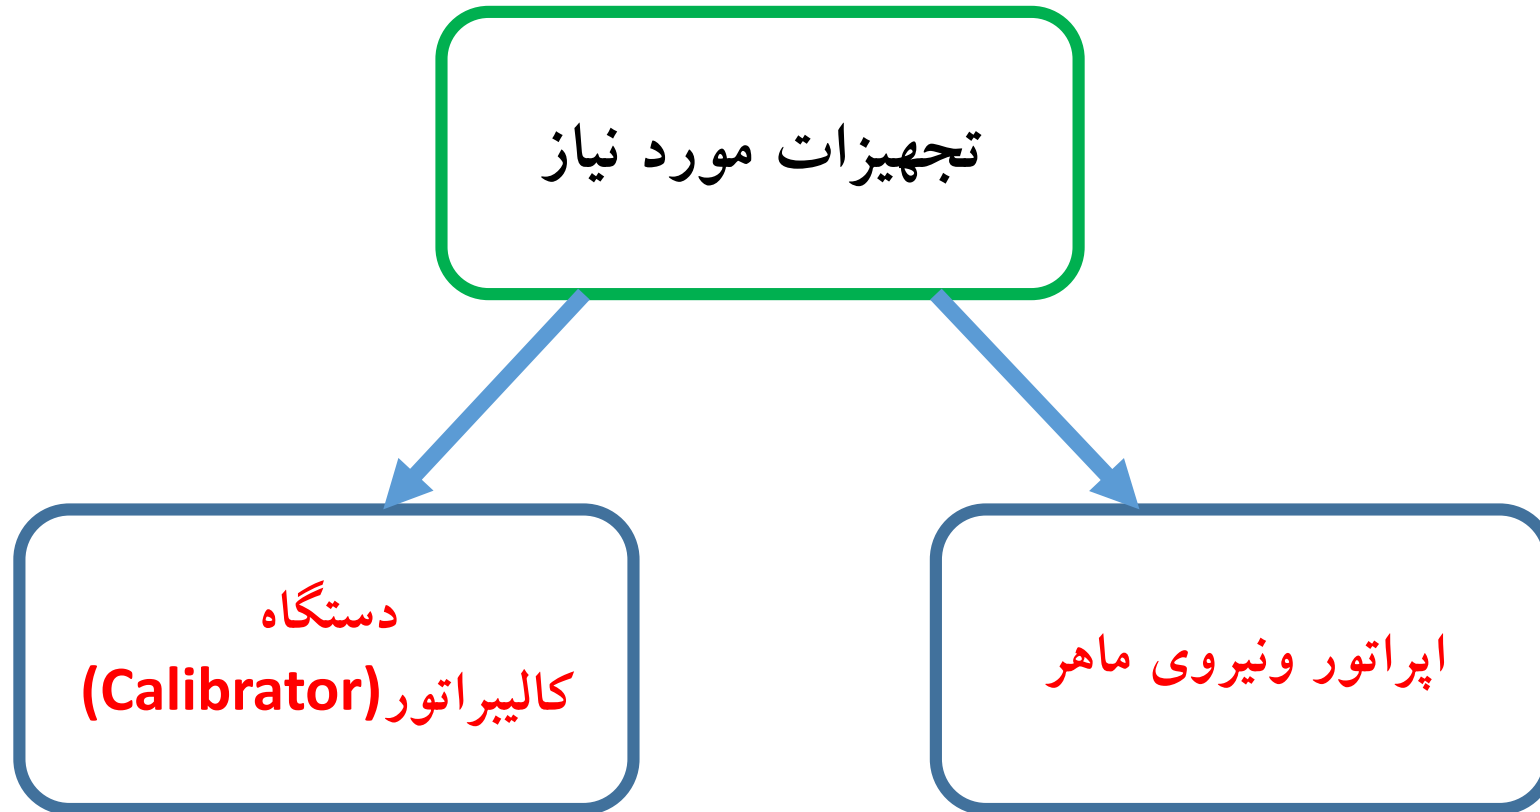 تجهیزات مورد نیاز
اپراتور ونیروی ماهر
دستگاه
کالیبراتور(Calibrator)